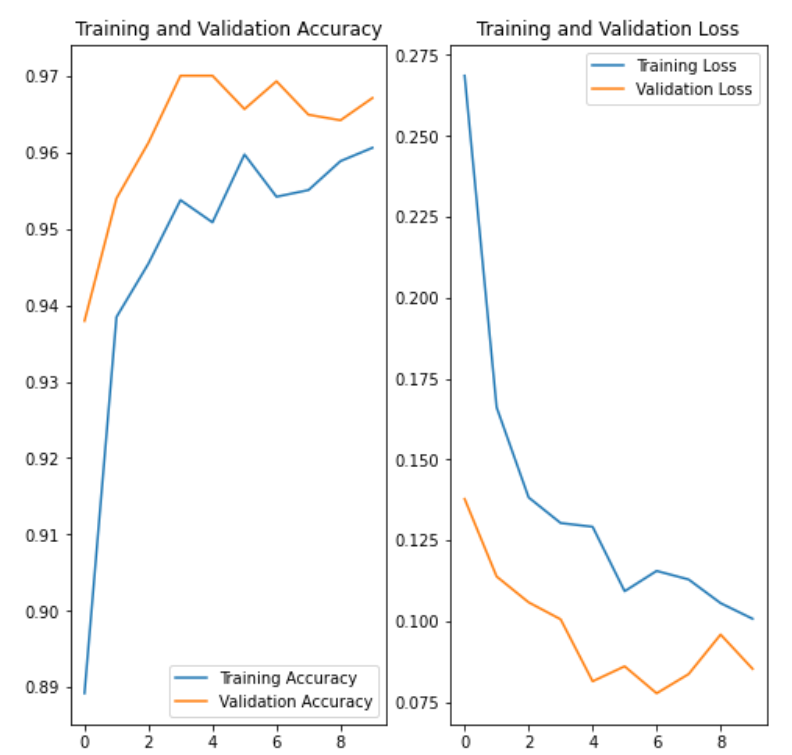 Training and Validation Accuracy
0.97
0.96
0.95
0.94
0.93
0.92
0.91
0.90
0.89
Training Accuracy
Validation Accuracy
0 2 4 6 8
Training and Validation Loss
0.275
0.250
0.225
0.200
0.175
0.150
0.125
0.100
0.075
Training Loss
Validation Loss
0 2 4 6 8